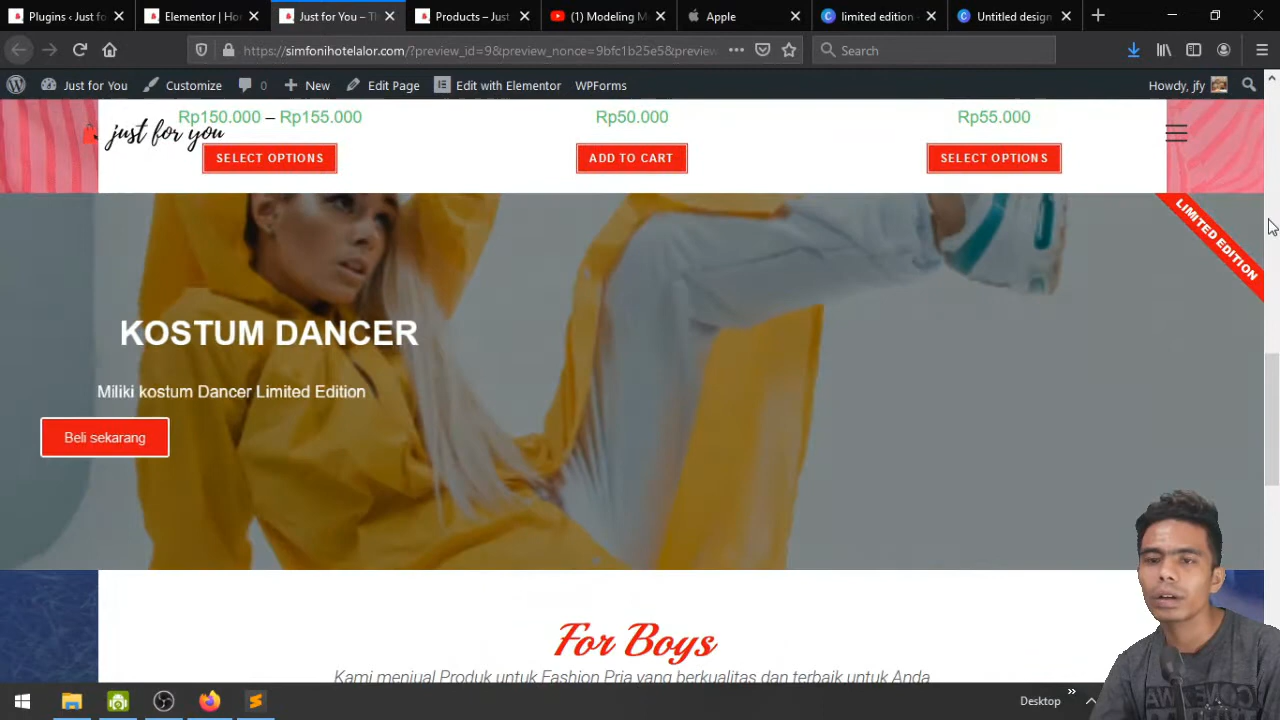 Plugins ‹ Just f
Elementor | Ho
Just for You – Th
Products – Just
(1) Modeling M
Apple
limited edition -
Untitled design
https://simfonihotelalor.com/?preview_id=9&preview_nonce=9bfc1b25e5&preview
Search
Just for You
Customize
0
New
Edit Page
Edit with Elementor
WPForms
Howdy, jfy
Rp150.000 – Rp155.000
Rp50.000
Rp55.000
just for you
SELECT OPTIONS
ADD TO CART
SELECT OPTIONS
LIMITED EDITION
KOSTUM DANCER
Miliki kostum Dancer Limited Edition
Beli sekarang
For Boys
Kami menjual Produk untuk Fashion Pria yang berkualitas dan terbaik untuk Anda
Desktop